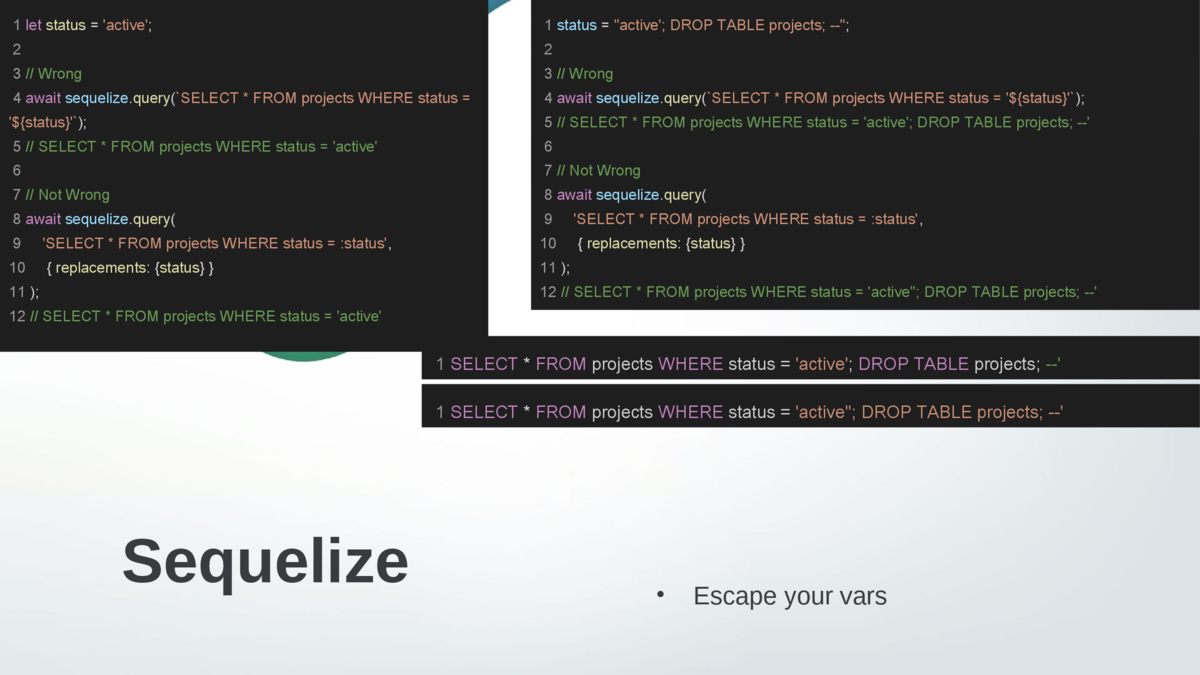 1 let status = 'active';
2
3 // Wrong
4 await sequelize.query(`SELECT * FROM projects WHERE status =
'${status}'`);
5 // SELECT * FROM projects WHERE status = 'active'
6
7 // Not Wrong
8 await sequelize.query(
9 'SELECT * FROM projects WHERE status = :status',
10 { replacements: {status} }
11 );
12 // SELECT * FROM projects WHERE status = 'active'
1 status = "active'; DROP TABLE projects; --";
2
3 // Wrong
4 await sequelize.query(`SELECT * FROM projects WHERE status = '${status}'`);
5 // SELECT * FROM projects WHERE status = 'active'; DROP TABLE projects; --'
6
7 // Not Wrong
8 await sequelize.query(
9 'SELECT * FROM projects WHERE status = :status',
10 { replacements: {status} }
11 );
12 // SELECT * FROM projects WHERE status = 'active''; DROP TABLE projects; --'
1 SELECT * FROM projects WHERE status = 'active'; DROP TABLE projects; --'
1 SELECT * FROM projects WHERE status = 'active''; DROP TABLE projects; --'
Sequelize
• Escape your vars